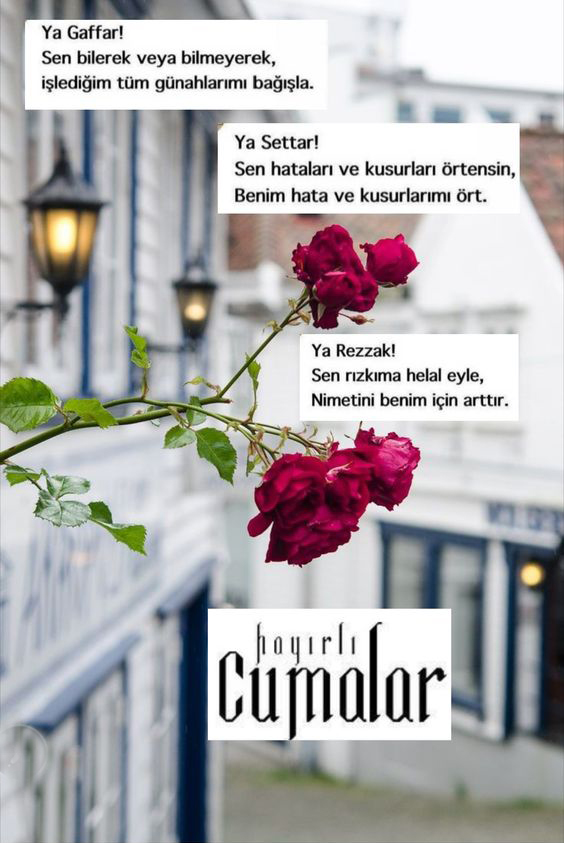 Ya Gaffar!
Sen bilerek veya bilmeyerek,
işlediğim tüm günahlarımı bağışla.
Ya Settar!
Sen hataları ve kusurları örtensin,
Benim hata ve kusurlarımı ört.
Ya Rezzak!
Sen rızkıma helal eyle,
Nimetini benim için arttır.
hayırlı
Cumalar